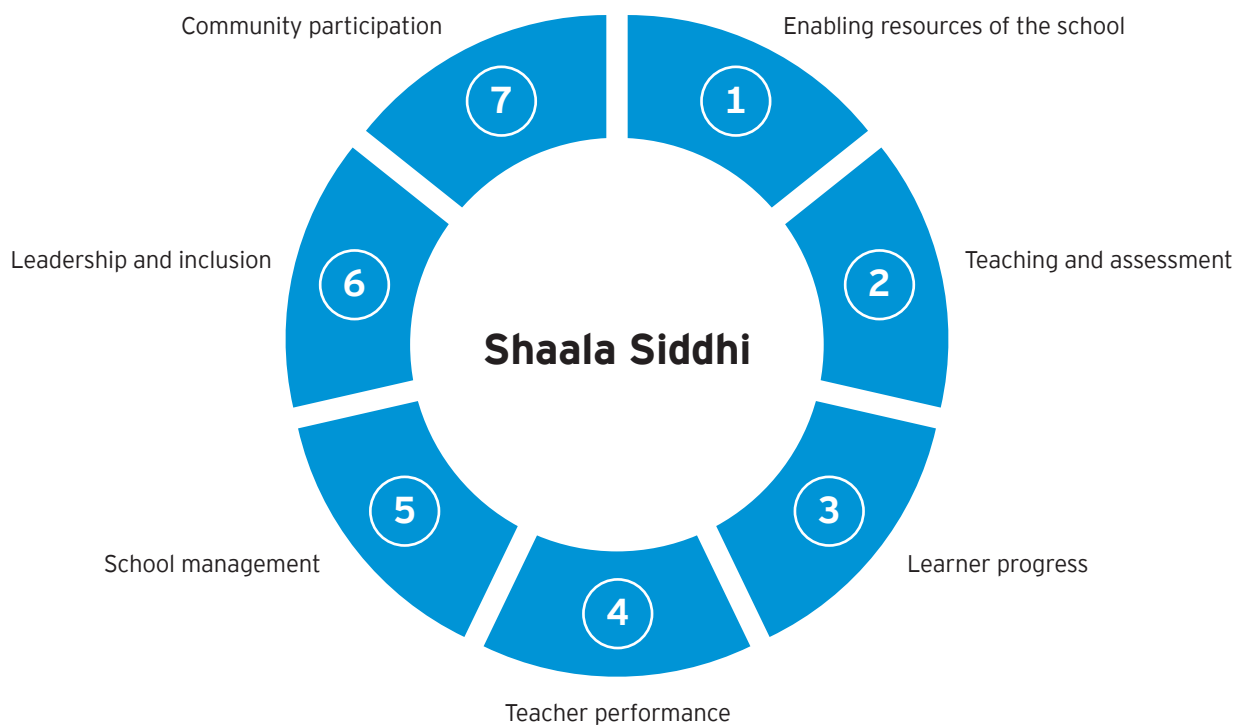 Community participation
Enabling resources of the school
7
1
Leadership and inclusion
6
2
Teaching and assessment
Shaala Siddhi
5
3
School management
Learner progress
4
Teacher performance